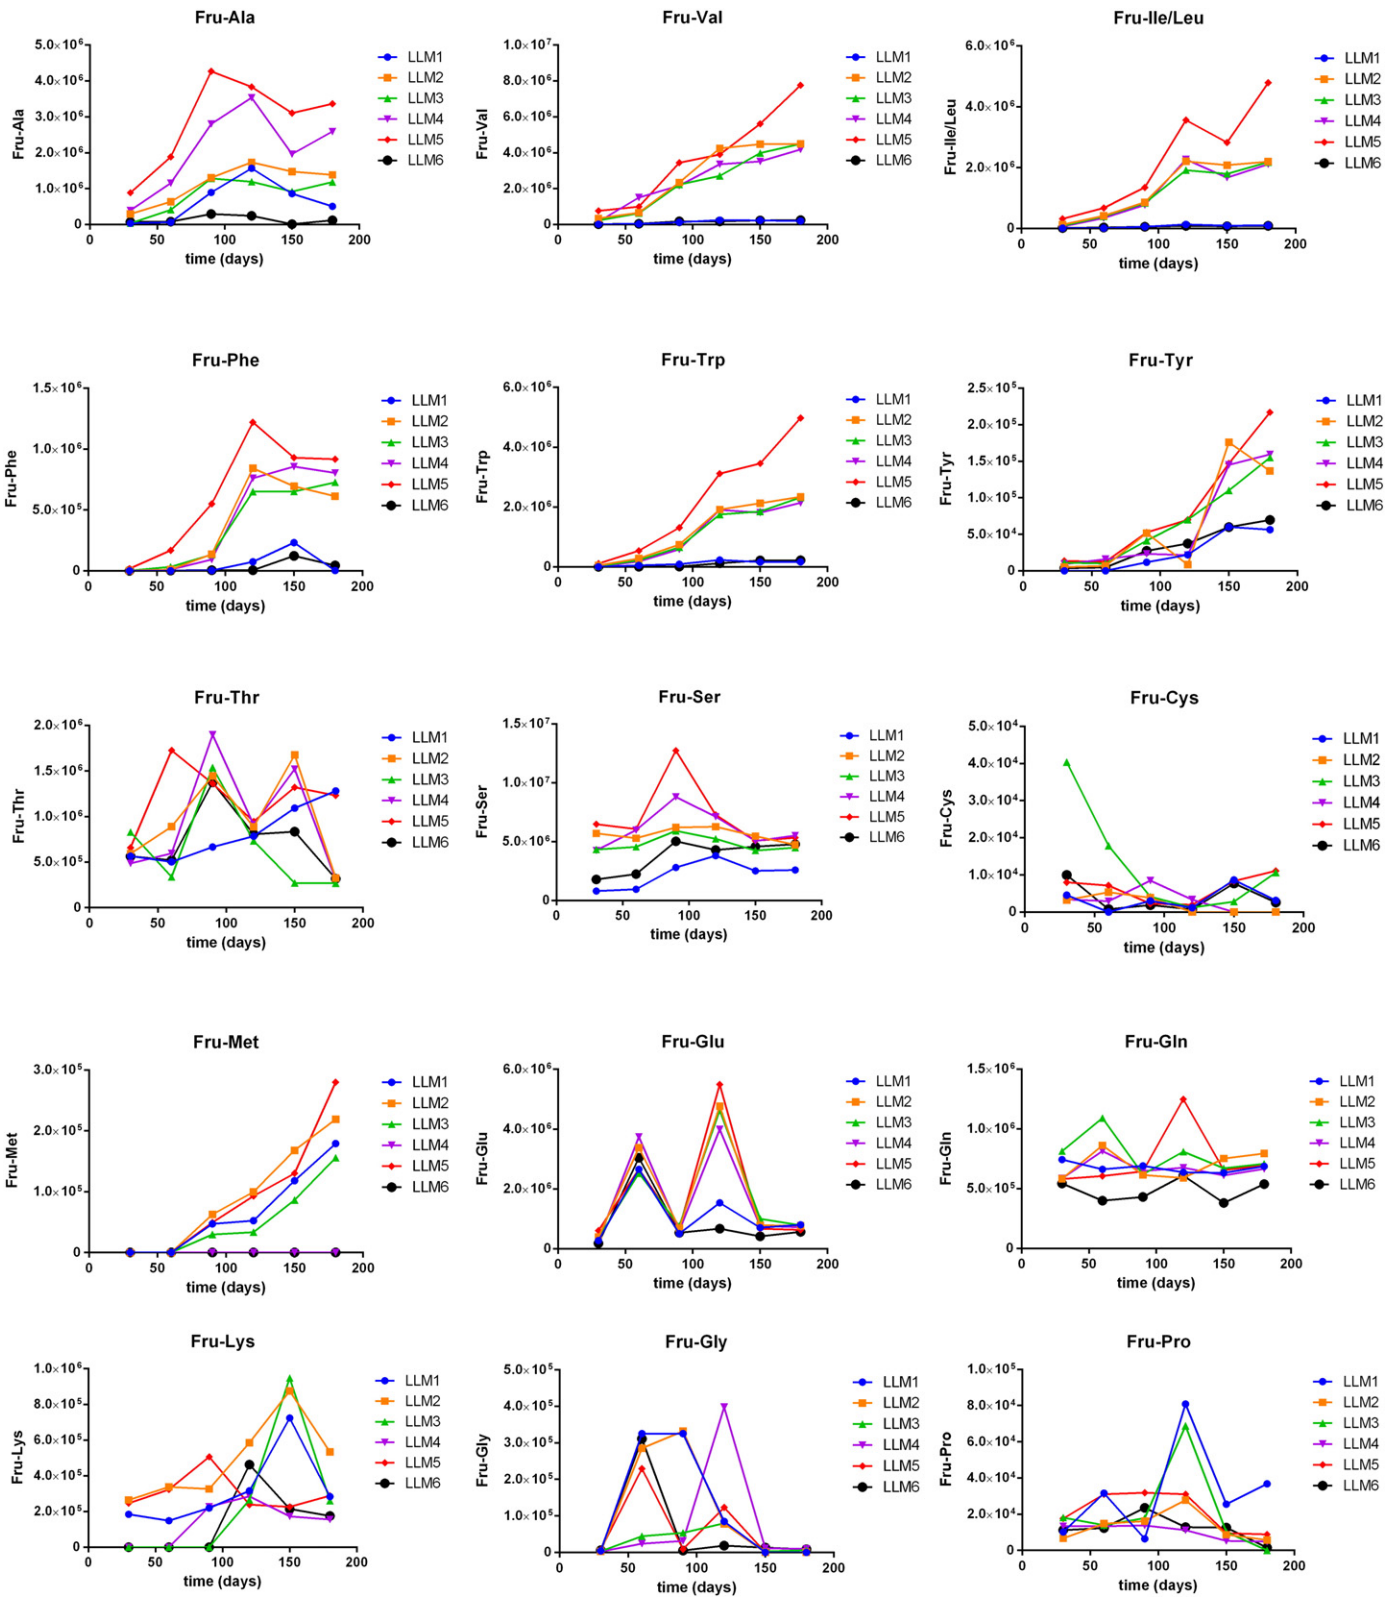 Fru-Ala
Fru-Ala
5.0×10⁶
4.0×10⁶
3.0×10⁶
2.0×10⁶
1.0×10⁶
0
0 50 100 150 200
time (days)
LLM1
LLM2
LLM3
LLM4
LLM5
LLM6
Fru-Val
Fru-Val
1.0×10⁷
8.0×10⁶
6.0×10⁶
4.0×10⁶
2.0×10⁶
0
0 50 100 150 200
time (days)
LLM1
LLM2
LLM3
LLM4
LLM5
LLM6
Fru-Ile/Leu
Fru-Ile/Leu
6.0×10⁶
4.0×10⁶
2.0×10⁶
0
0 50 100 150 200
time (days)
LLM1
LLM2
LLM3
LLM4
LLM5
LLM6
Fru-Phe
Fru-Phe
1.5×10⁶
1.0×10⁶
5.0×10⁵
0
0 50 100 150 200
time (days)
LLM1
LLM2
LLM3
LLM4
LLM5
LLM6
Fru-Trp
Fru-Trp
6.0×10⁶
4.0×10⁶
2.0×10⁶
0
0 50 100 150 200
time (days)
LLM1
LLM2
LLM3
LLM4
LLM5
LLM6
Fru-Tyr
Fru-Tyr
2.5×10⁵
2.0×10⁵
1.5×10⁵
1.0×10⁵
5.0×10⁴
0
0 50 100 150 200
time (days)
LLM1
LLM2
LLM3
LLM4
LLM5
LLM6
Fru-Thr
Fru-Thr
2.0×10⁶
1.5×10⁶
1.0×10⁶
5.0×10⁵
0
0 50 100 150 200
time (days)
LLM1
LLM2
LLM3
LLM4
LLM5
LLM6
Fru-Ser
Fru-Ser
1.5×10⁷
1.0×10⁷
5.0×10⁶
0
0 50 100 150 200
time (days)
LLM1
LLM2
LLM3
LLM4
LLM5
LLM6
Fru-Cys
Fru-Cys
5.0×10⁴
4.0×10⁴
3.0×10⁴
2.0×10⁴
1.0×10⁴
0
0 50 100 150 200
time (days)
LLM1
LLM2
LLM3
LLM4
LLM5
LLM6
Fru-Met
Fru-Met
3.0×10⁵
2.0×10⁵
1.0×10⁵
0
0 50 100 150 200
time (days)
LLM1
LLM2
LLM3
LLM4
LLM5
LLM6
Fru-Glu
Fru-Glu
6.0×10⁶
4.0×10⁶
2.0×10⁶
0
0 50 100 150 200
time (days)
LLM1
LLM2
LLM3
LLM4
LLM5
LLM6
Fru-Gln
Fru-Gln
1.5×10⁶
1.0×10⁶
5.0×10⁵
0
0 50 100 150 200
time (days)
LLM1
LLM2
LLM3
LLM4
LLM5
LLM6
Fru-Lys
Fru-Lys
1.0×10⁶
8.0×10⁵
6.0×10⁵
4.0×10⁵
2.0×10⁵
0
0 50 100 150 200
time (days)
LLM1
LLM2
LLM3
LLM4
LLM5
LLM6
Fru-Gly
Fru-Gly
5.0×10⁵
4.0×10⁵
3.0×10⁵
2.0×10⁵
1.0×10⁵
0
0 50 100 150 200
time (days)
LLM1
LLM2
LLM3
LLM4
LLM5
LLM6
Fru-Pro
Fru-Pro
1.0×10⁵
8.0×10⁴
6.0×10⁴
4.0×10⁴
2.0×10⁴
0
0 50 100 150 200
time (days)
LLM1
LLM2
LLM3
LLM4
LLM5
LLM6